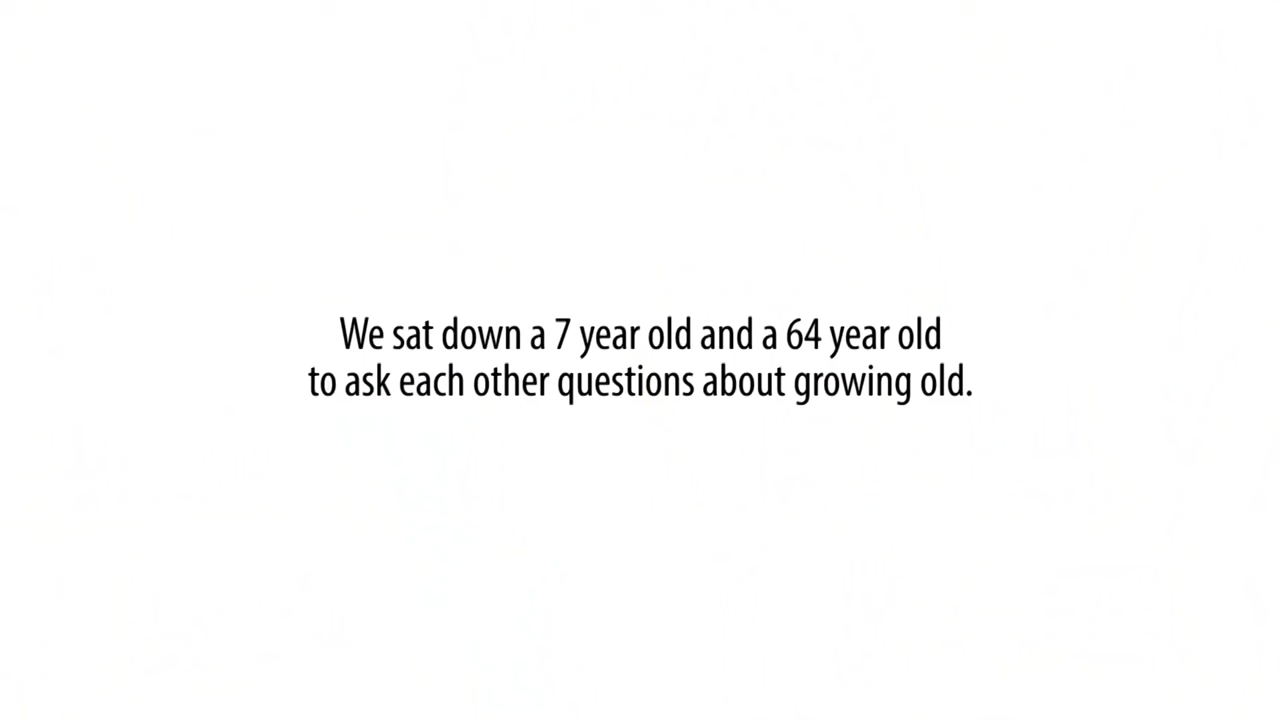 We sat down a 7 year old and a 64 year old
to ask each other questions about growing old.